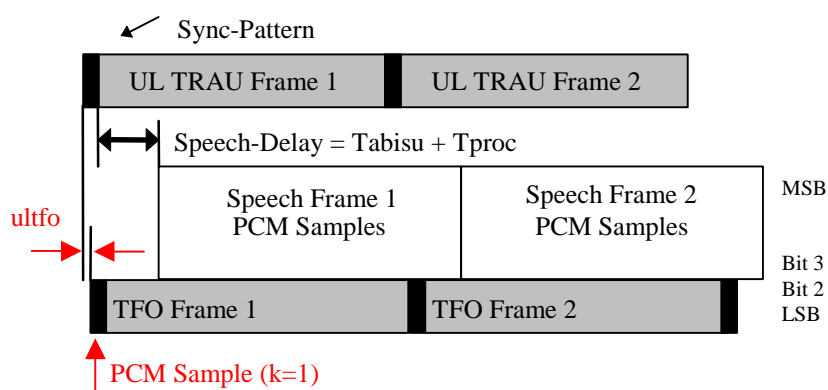 Sync-Pattern
UL TRAU Frame 1
UL TRAU Frame 2
Speech-Delay = Tabisu + Tproc
Speech Frame 1
PCM Samples
Speech Frame 2
PCM Samples
MSB
ultfo
Bit 3
Bit 2
LSB
TFO Frame 1
TFO Frame 2
PCM Sample (k=1)